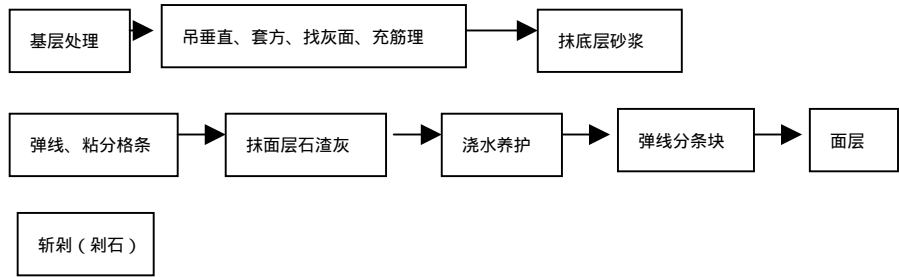 基层处理 吊垂直、套方、找灰面、充筋理 抹底层砂浆
弹线、粘分格条 抹面层石渣灰 浇水养护 弹线分条块 面层
斩剁（剁石）